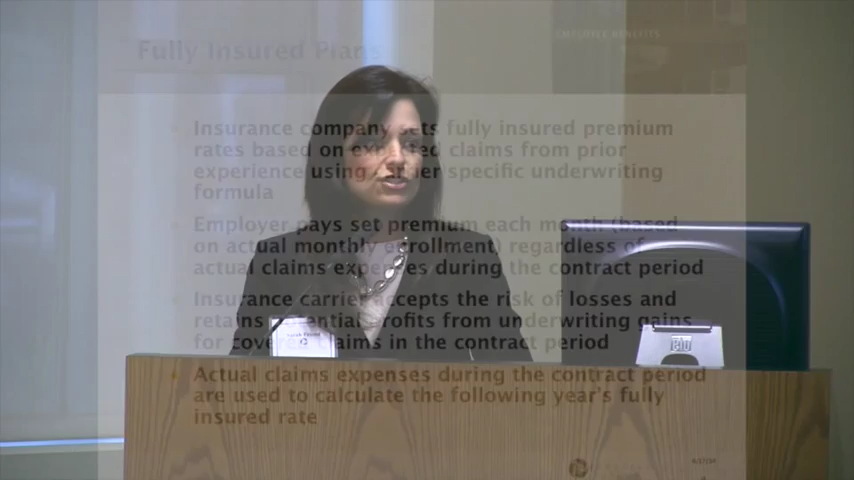 EMPLOYEE BENEFITS
Fully Insured Plans
Insurance company sets fully insured premium
rates based on expected claims from prior
experience using specific underwriting
formula
Employer pays set premium each month (based
on actual monthly enrollment) regardless of
actual claims expenses during the contract period
Insurance carrier accepts the risk of losses and
retains potential profits from underwriting gains
for covered claims in the contract period
Actual claims expenses during the contract period
are used to calculate the following year's fully
insured rate